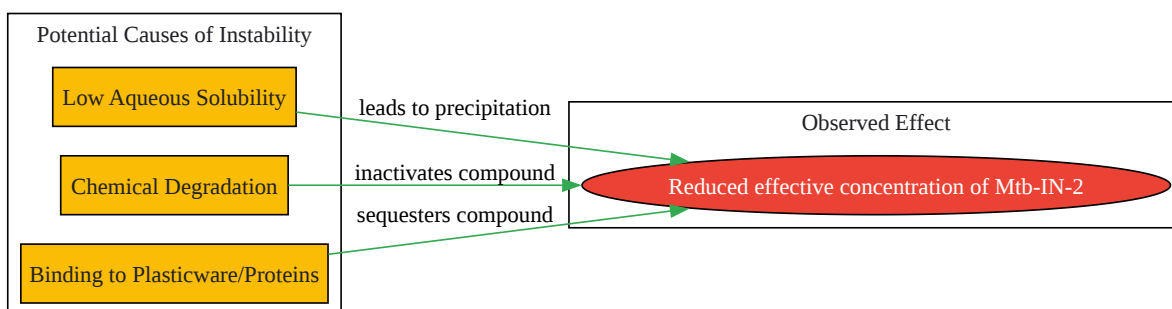 Potential Causes of Instability
Low Aqueous Solubility
Chemical Degradation
Binding to Plasticware/Proteins
leads to precipitation
inactivates compound
sequesters compound
Observed Effect
Reduced effective concentration of Mtb-IN-2